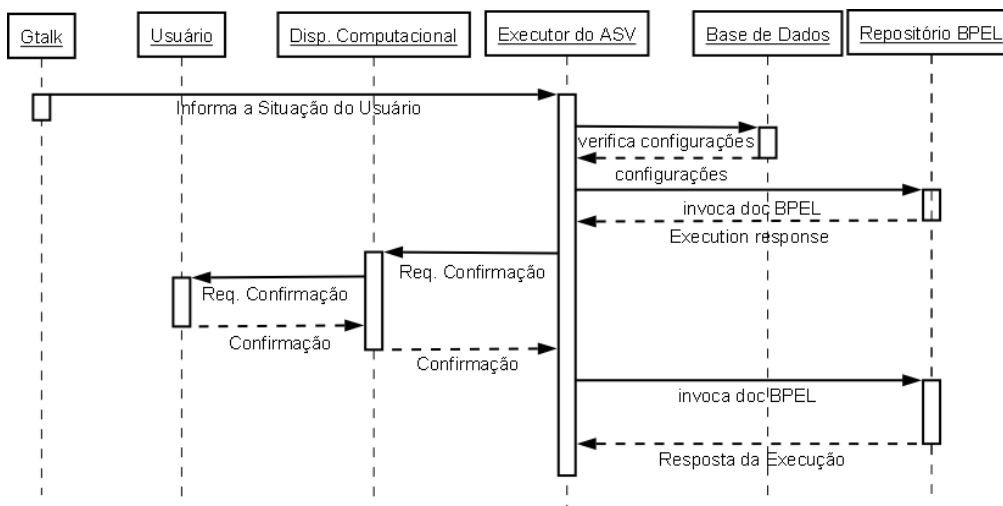 Gtalk
Usuário
Disp. Computacional
Executor do ASV
Base de Dados
Repositório BPEL
Informa a Situação do Usuário
verifica configurações
configurações
invoca doc BPEL
Execution response
Req. Confirmação
Req. Confirmação
Confirmação
Confirmação
invoca doc BPEL
Resposta da Execução